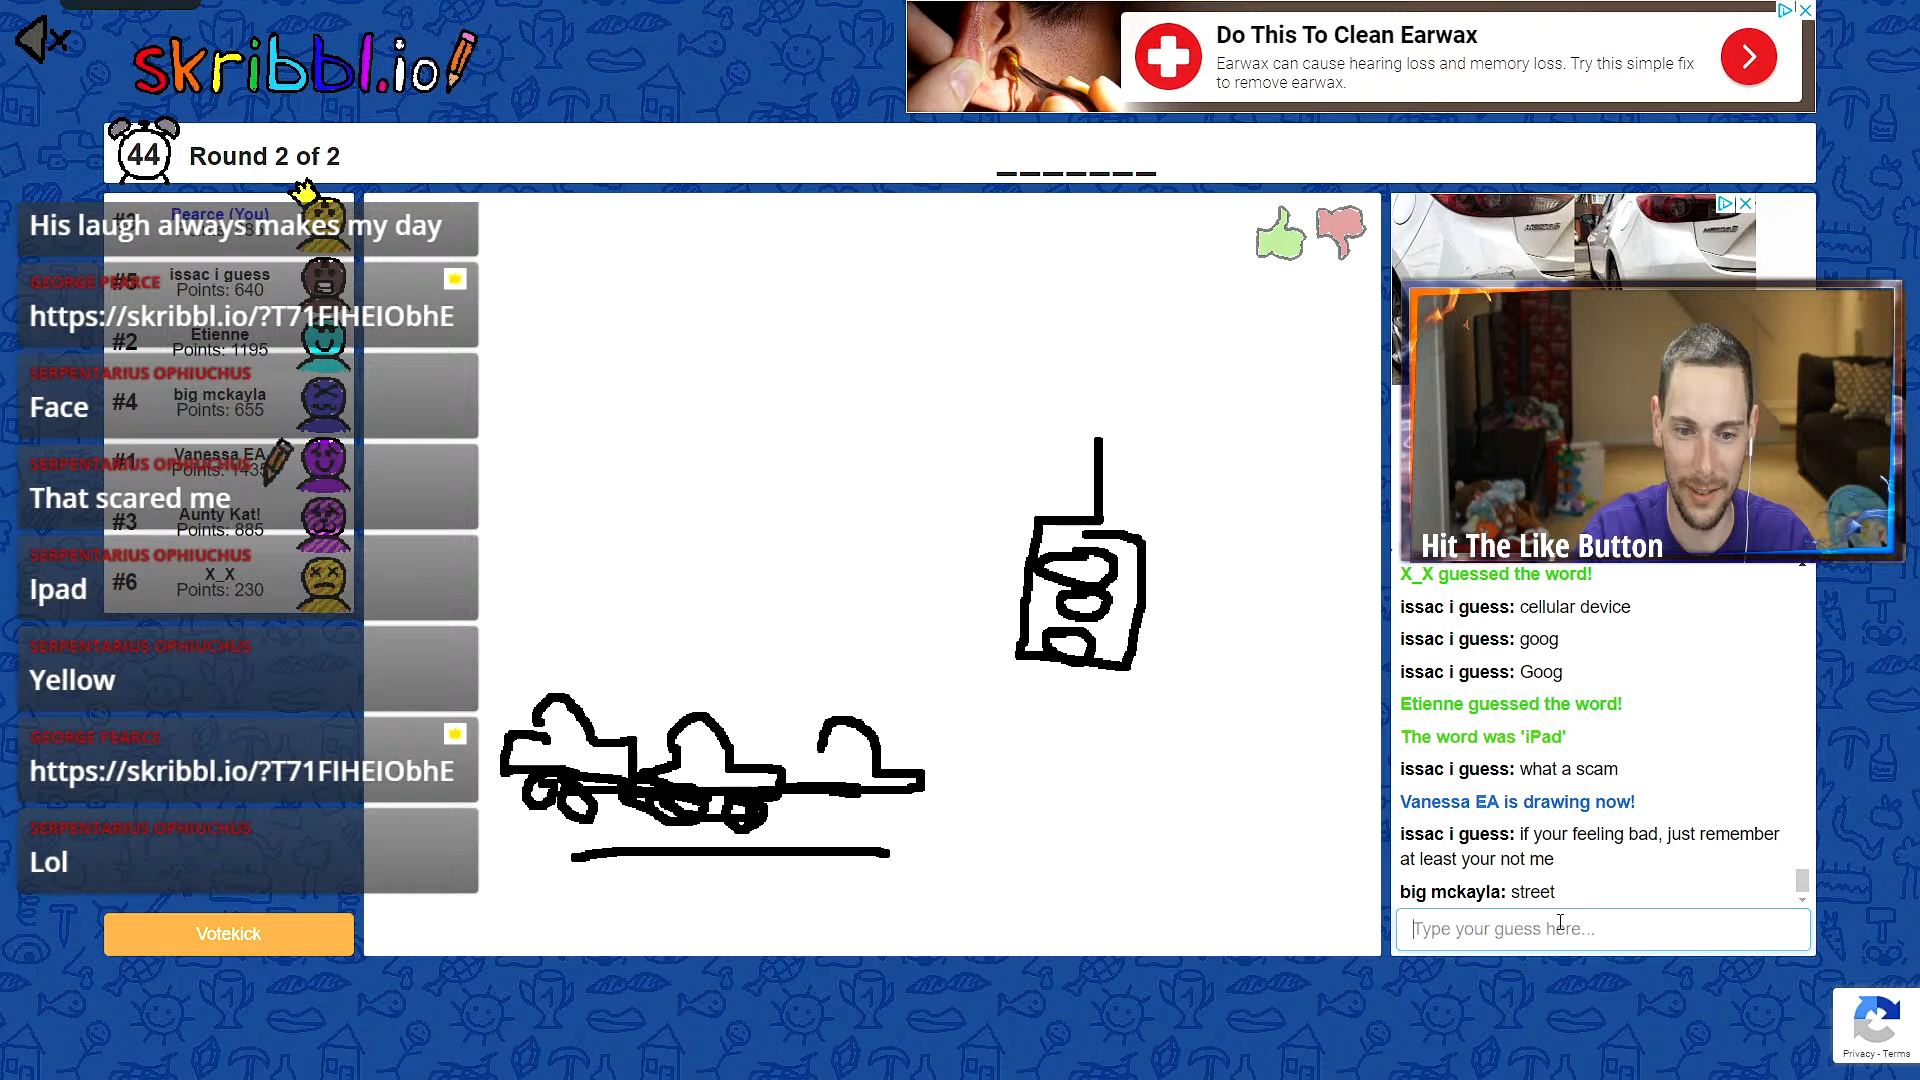 skribbl.io
Do This To Clean Earwax
Earwax can cause hearing loss and memory loss. Try this simple fix
to remove earwax.
44
Round 2 of 2
_______
Pearce (You)
His laugh always makes my day
#5
issac i guess
Points: 640
GEORGE PEARCE
https://skribbl.io/?T71FIHEIObhE
#2
Etienne
Points: 1195
SERPENTARIUS OPHIUCHUS
Face
#4
big mckayla
Points: 655
#1
Vanessa EA
Points: 1435
SERPENTARIUS OPHIUCHUS
That scared me
#3
Aunty Kat!
Points: 885
SERPENTARIUS OPHIUCHUS
Ipad
#6
X_X
Points: 230
SERPENTARIUS OPHIUCHUS
Yellow
GEORGE PEARCE
https://skribbl.io/?T71FIHEIObhE
SERPENTARIUS OPHIUCHUS
Lol
Votekick
Hit The Like Button
X_X guessed the word!
issac i guess: cellular device
issac i guess: goog
issac i guess: Goog
Etienne guessed the word!
The word was 'iPad'
issac i guess: what a scam
Vanessa EA is drawing now!
issac i guess: if your feeling bad, just remember
at least your not me
big mckayla: street
Type your guess here...
Privacy - Terms